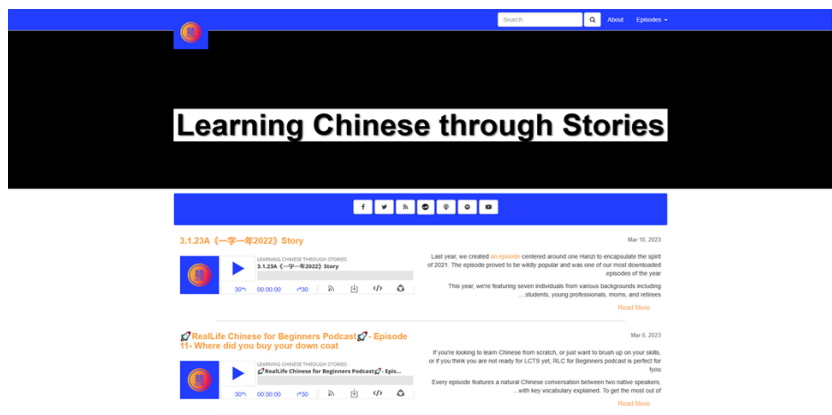 Search
About
Episodes
Learning Chinese through Stories
3.1.23A《一字一年2022》Story
Mar 10, 2023
LEARNING CHINESE THROUGH STORIES
3.1.23A《一字一年2022》Story
30
00:00:00
30
Last year, we created an episode centered around one Hanzi to encapsulate the spirit
of 2021. The episode proved to be wildly popular and was one of our most downloaded
.episodes of the year
This year, we're featuring seven individuals from various backgrounds including
...students, young professionals, moms, and retirees
Read More
🚀RealLife Chinese for Beginners Podcast🚀- Episode
11- Where did you buy your down coat
Mar 6, 2023
LEARNING CHINESE THROUGH STORIES
🚀RealLife Chinese for Beginners Podcast🚀- Epis...
30
00:00:00
30
If you're looking to learn Chinese from scratch, or just want to brush up on your skills,
or if you think you are not ready for LCTS yet, RLC for Beginners podcast is perfect for
!you
Every episode features a natural Chinese conversation between two native speakers,
...with key vocabulary explained. To get the most out of
Read More